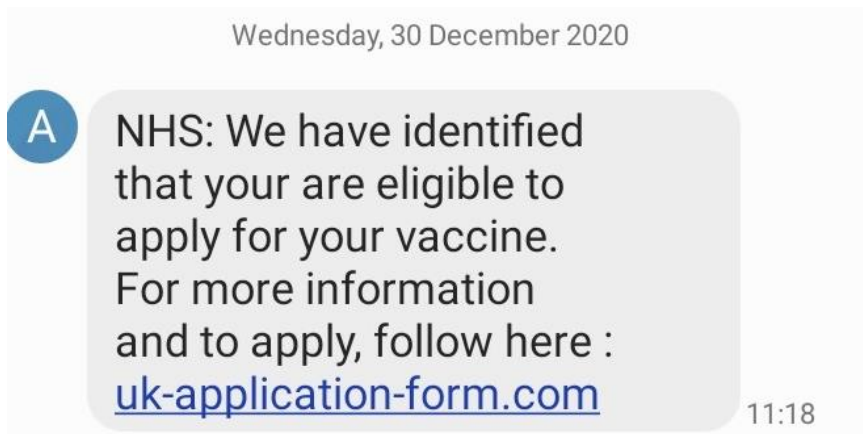 Wednesday, 30 December 2020
A
NHS: We have identified
that your are eligible to
apply for your vaccine.
For more information
and to apply, follow here :
uk-application-form.com
11:18